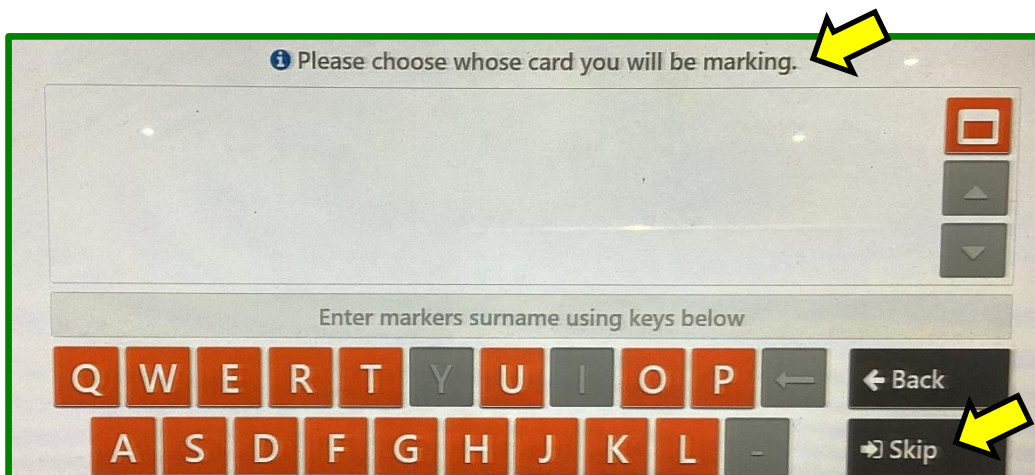 Please choose whose card you will be marking.
Enter markers surname using keys below
Q W E R T Y U I O P ← Back
A S D F G H J K L - Skip